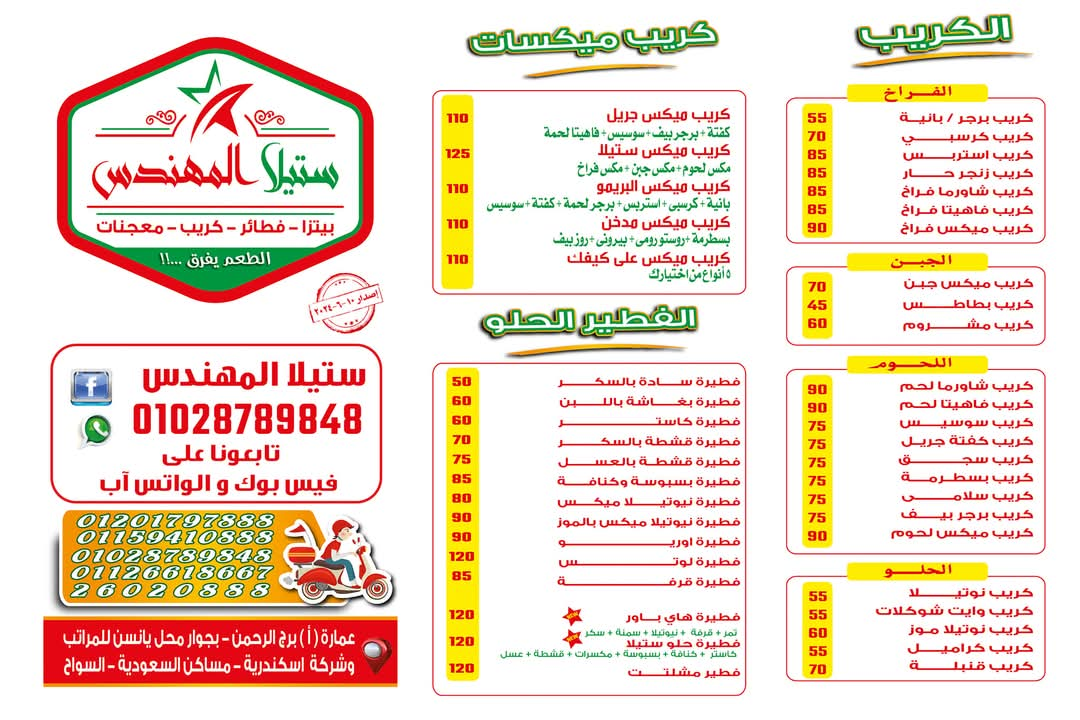 الكريب
الفراخ
كريب برجر / بانية 55
كريب كرسبي 70
كريب استربس 85
كريب زنجر حار 85
كريب شاورما فراخ 85
كريب فاهيتا فراخ 85
كريب ميكس فراخ 90
الجبن
كريب ميكس جبن 70
كريب بطاطس 45
كريب مشروم 60
اللحوم
كريب شاورما لحم 90
كريب فاهيتا لحم 90
كريب سوسيس 75
كريب كفتة جريل 75
كريب سجق 75
كريب بسطرمة 75
كريب سلامى 75
كريب برجر بيف 75
كريب ميكس لحوم 90
الحلو
كريب نوتيلا 55
كريب وايت شوكلات 55
كريب نوتيلا موز 60
كريب كراميل 55
كريب قنبلة 70
كريب ميكسات
كريب ميكس جريل 110
كفتة + برجر بيف + سوسيس + فاهيتا لحمة
كريب ميكس ستيلا 125
مكس لحوم + مكس جبن + مكس فراخ
كريب ميكس البريمو 110
بانية + كرسبى + استربس + برجر لحمة + كفتة + سوسيس
كريب ميكس مدخن 110
بسطرمة + روستو رومى + بيرونى + روز بيف
كريب ميكس على كيفك 110
٥ أنواع من اختيارك
الفطير الحلو
فطيرة سادة بالسكر 50
فطيرة بغاشة باللبن 60
فطيرة كاستر 60
فطيرة قشطة بالسكر 70
فطيرة قشطة بالعسل 75
فطيرة بسبوسة وكنافة 85
فطيرة نيوتيلا ميكس 80
فطيرة نيوتيلا ميكس بالموز 90
فطيرة اوريو 90
فطيرة لوتس 120
فطيرة قرفة 85
فطيرة هاي باور 120
تمر + قرفة + نيوتيلا + سمنة + سكر
فطيرة حلو ستيلا 120
كاستر + كنافة + بسبوسة + مكسرات + قشطة + عسل
فطير مشلتت 120
ستيلا المهندس
بيتزا - فطائر - كريب - معجنات
الطعم يفرق ...!!
إصدار ١٠-٦-٢٠٢٤
ستيلا المهندس
01028789848
تابعونا على
فيس بوك و الواتس آب
01201797888
01159410888
01028789848
01126618667
26020888
عمارة ( أ ) برج الرحمن - بجوار محل يانسن للمراتب
وشركة اسكندرية - مساكن السعودية - السواح